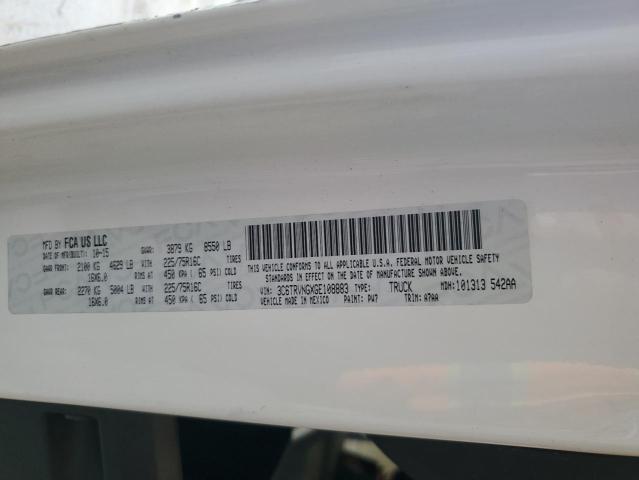 MFD BY FCA US LLC
DATE OF MFR(BUILT): 10-15 GVWR: 3879 KG 8550 LB
GAWR FRONT: 2100 KG 4629 LB WITH 225/75R16C TIRES
16X6.0 RIMS AT 450 KPA ( 65 PSI) COLD
GAWR REAR: 2270 KG 5004 LB WITH 225/75R16C TIRES
16X6.0 RIMS AT 450 KPA ( 65 PSI) COLD
THIS VEHICLE CONFORMS TO ALL APPLICABLE U.S.A. FEDERAL MOTOR VEHICLE SAFETY
STANDARDS IN EFFECT ON THE DATE OF MANUFACTURE SHOWN ABOVE.
VIN: 3C6TRVNGXGE108883 TYPE: TRUCK MDH: 101313 542AA
VEHICLE MADE IN MEXICO PAINT: PW7 TRIM: A7AA